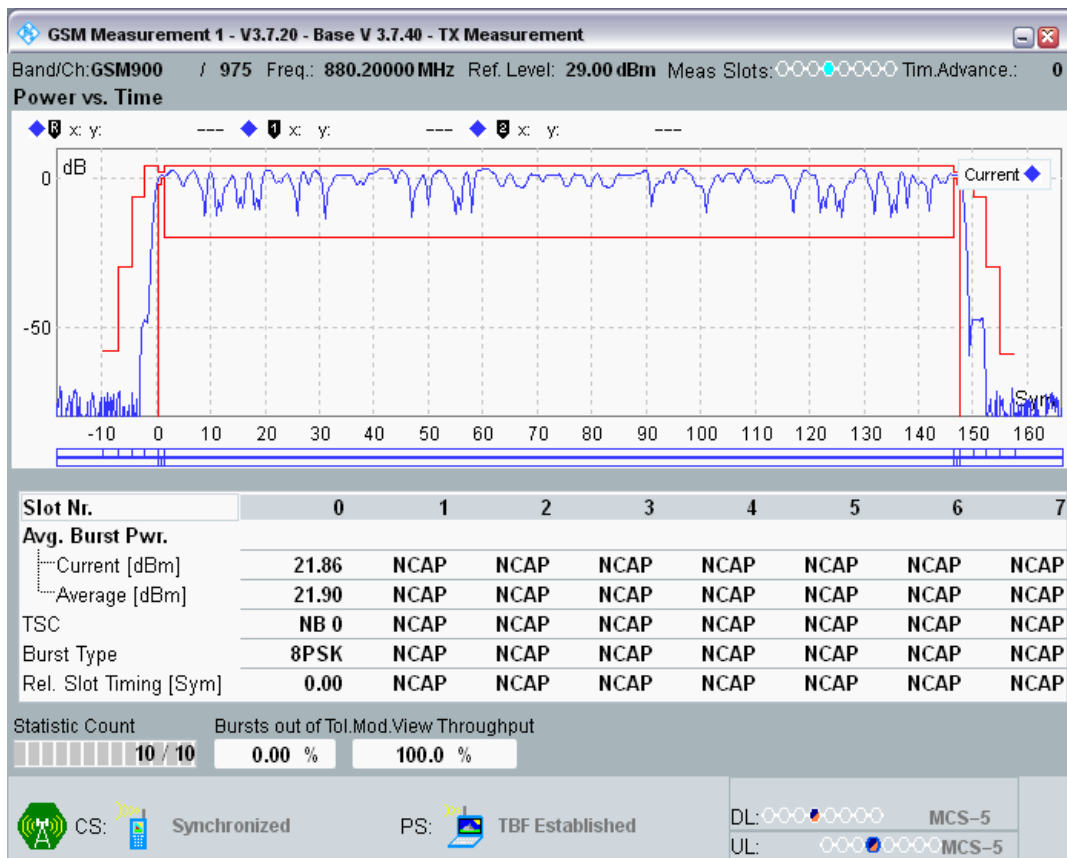 GSM Measurement 1 - V3.7.20 - Base V 3.7.40 - TX Measurement
Band/Ch:GSM900 / 975 Freq.: 880.20000 MHz Ref. Level: 29.00 dBm Meas Slots: Tim.Advance.: 0
Power vs. Time
R x: y: --- 1 x: y: --- 2 x: y: ---
dB
0
Current
-50
Sym
-10 0 10 20 30 40 50 60 70 80 90 100 110 120 130 140 150 160
Slot Nr. 0 1 2 3 4 5 6 7
Avg. Burst Pwr.
Current [dBm] 21.86 NCAP NCAP NCAP NCAP NCAP NCAP NCAP
Average [dBm] 21.90 NCAP NCAP NCAP NCAP NCAP NCAP NCAP
TSC NB 0 NCAP NCAP NCAP NCAP NCAP NCAP NCAP
Burst Type 8PSK NCAP NCAP NCAP NCAP NCAP NCAP NCAP
Rel. Slot Timing [Sym] 0.00 NCAP NCAP NCAP NCAP NCAP NCAP NCAP
Statistic Count Bursts out of Tol.Mod.View Throughput
10 / 10 0.00 % 100.0 %
CS: Synchronized PS: TBF Established DL: MCS-5
UL: MCS-5